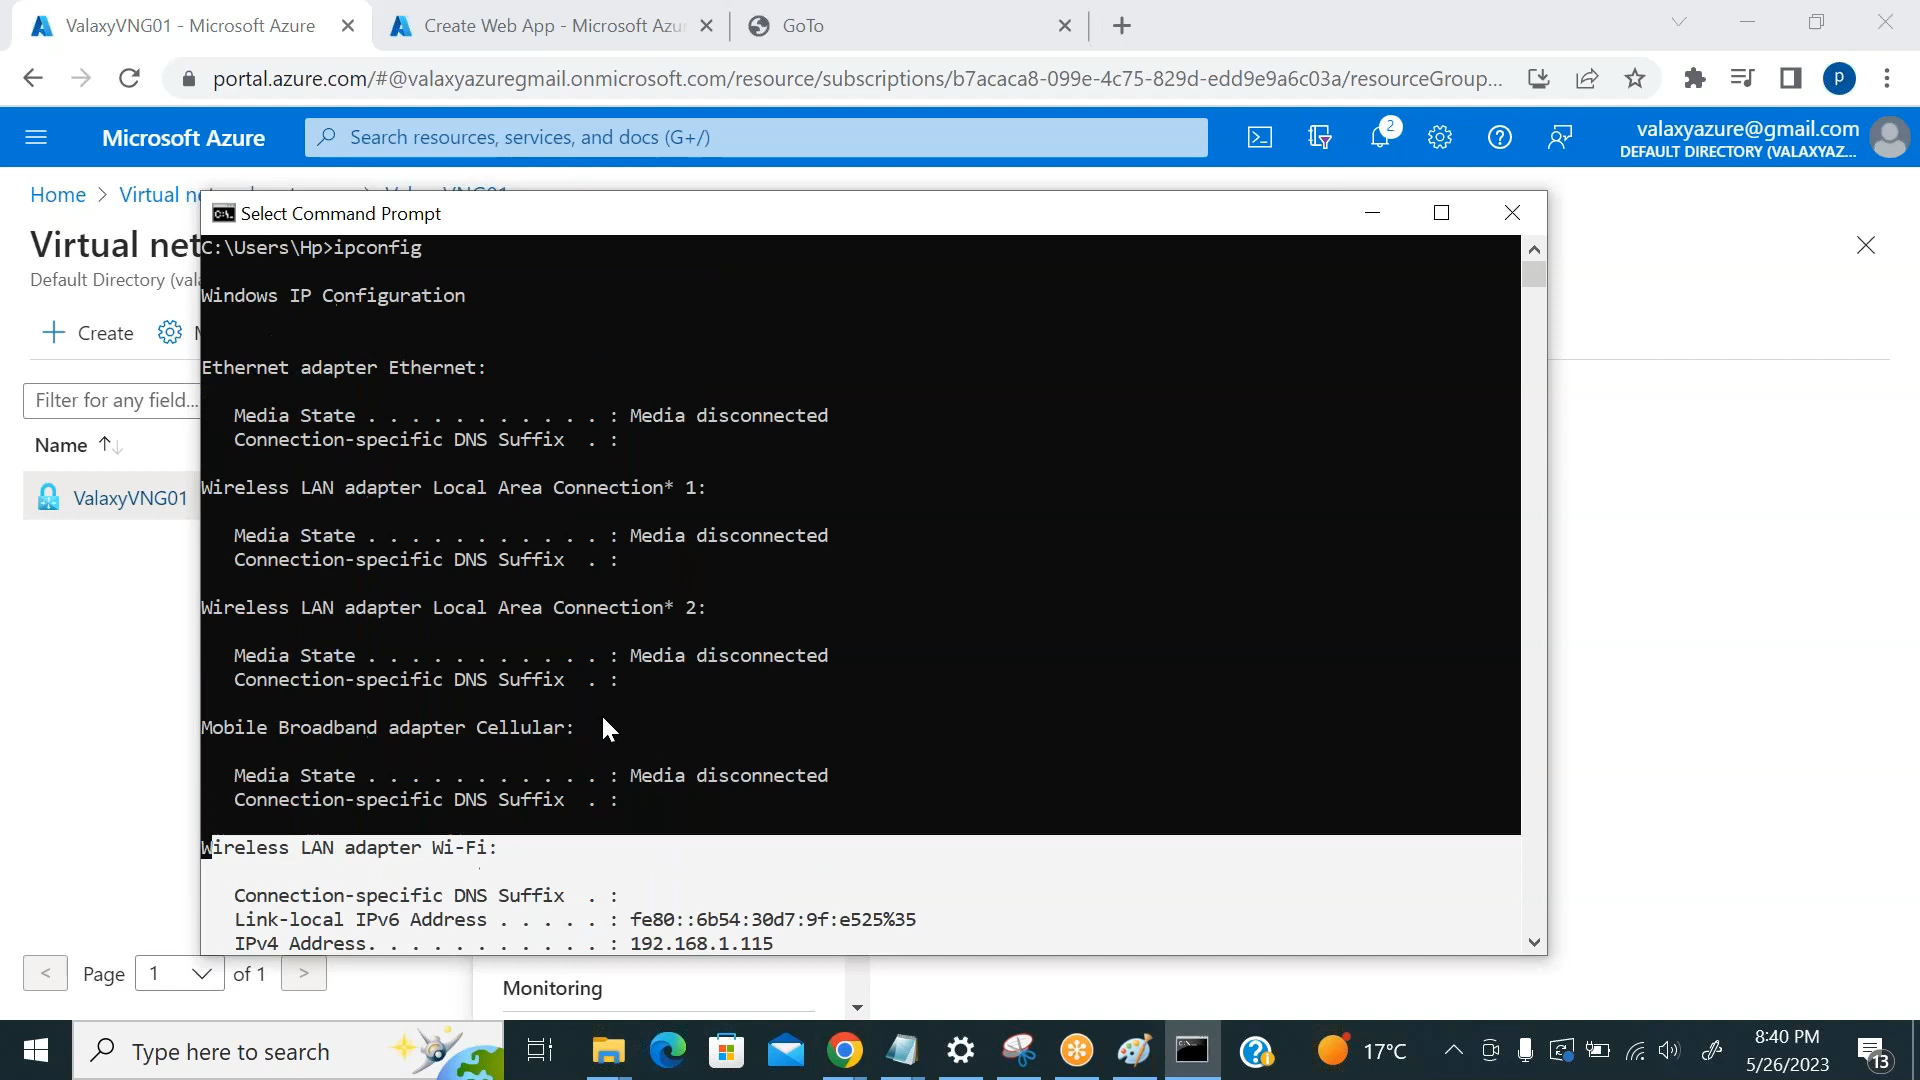 ValaxyVNG01 - Microsoft Azure
Create Web App - Microsoft Azu
GoTo
portal.azure.com/#@valaxyazuregmail.onmicrosoft.com/resource/subscriptions/b7acaca8-099e-4c75-829d-edd9e9a6c03a/resourceGroup...
P
Microsoft Azure
Search resources, services, and docs (G+/)
2
valaxyazure@gmail.com
DEFAULT DIRECTORY (VALAXYAZ...
Home > Virtual
Virtual net
Default Directory (vala
Create
Filter for any field...
Name
ValaxyVNG01
< Page 1 of 1 >
Monitoring
Select Command Prompt
C:\Users\Hp>ipconfig
Windows IP Configuration
Ethernet adapter Ethernet:
Media State . . . . . . . . . . . : Media disconnected
Connection-specific DNS Suffix  . :
Wireless LAN adapter Local Area Connection* 1:
Media State . . . . . . . . . . . : Media disconnected
Connection-specific DNS Suffix  . :
Wireless LAN adapter Local Area Connection* 2:
Media State . . . . . . . . . . . : Media disconnected
Connection-specific DNS Suffix  . :
Mobile Broadband adapter Cellular:
Media State . . . . . . . . . . . : Media disconnected
Connection-specific DNS Suffix  . :
Wireless LAN adapter Wi-Fi:
Connection-specific DNS Suffix  . :
Link-local IPv6 Address . . . . . : fe80::6b54:30d7:9f:e525%35
IPv4 Address. . . . . . . . . . . : 192.168.1.115
Type here to search
17°C
8:40 PM
5/26/2023
13